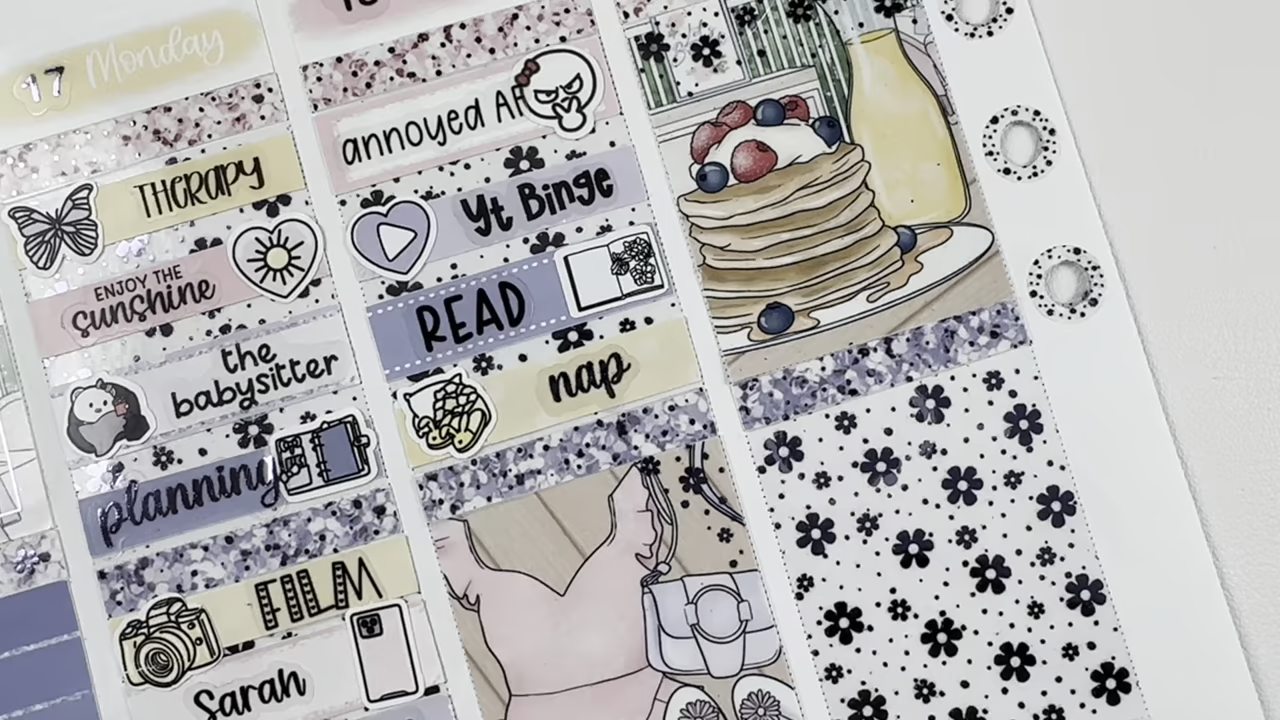 17 Monday
THERAPY
ENJOY THE
sunshine
the
babysitter
planning
FILM
Sarah
annoyed AF
Yt Binge
READ
nap